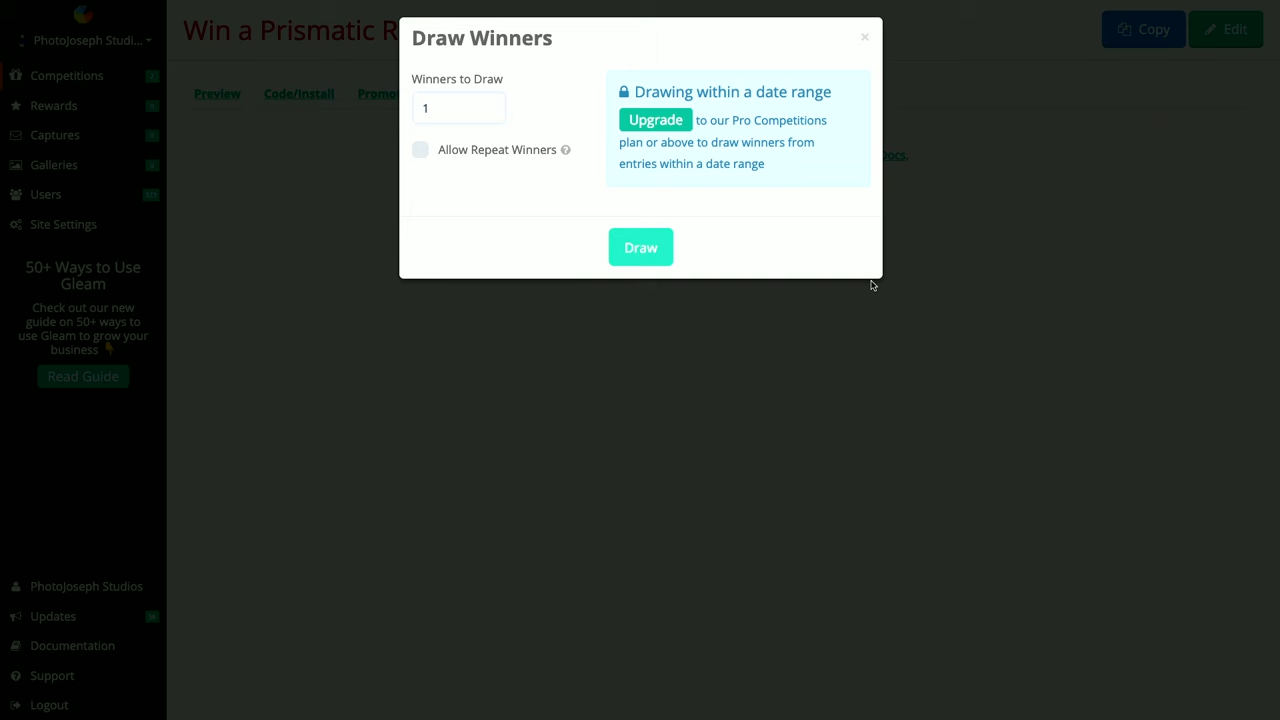 Win a Prismatic R
Draw Winners
×
Copy
Edit
PhotoJoseph Studi...
Competitions
Rewards
Captures
Galleries
Users
Site Settings
50+ Ways to Use
Gleam
Check out our new
guide on 50+ ways to
use Gleam to grow your
business 👇
Read Guide
PhotoJoseph Studios
Updates
Documentation
Support
Logout
Preview
Code/Install
Promo
Docs.
Winners to Draw
1
Allow Repeat Winners
Drawing within a date range
Upgrade to our Pro Competitions
plan or above to draw winners from
entries within a date range
Draw